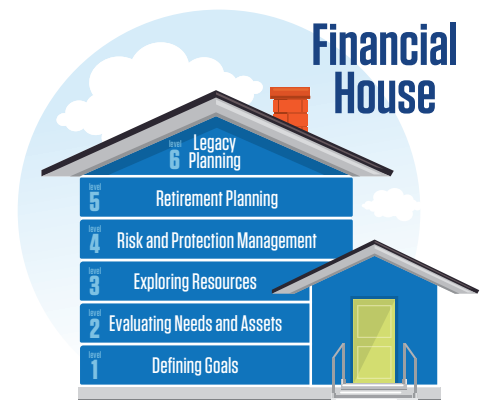 Financial
House
level
6
Legacy
Planning
level
5
Retirement Planning
level
4
Risk and Protection Management
level
3
Exploring Resources
level
2
Evaluating Needs and Assets
level
1
Defining Goals